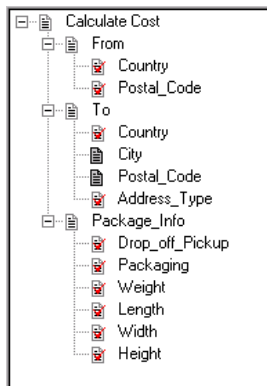 Calculate Cost
From
Country
Postal_Code
To
Country
City
Postal_Code
Address_Type
Package_Info
Drop_off_Pickup
Packaging
Weight
Length
Width
Height